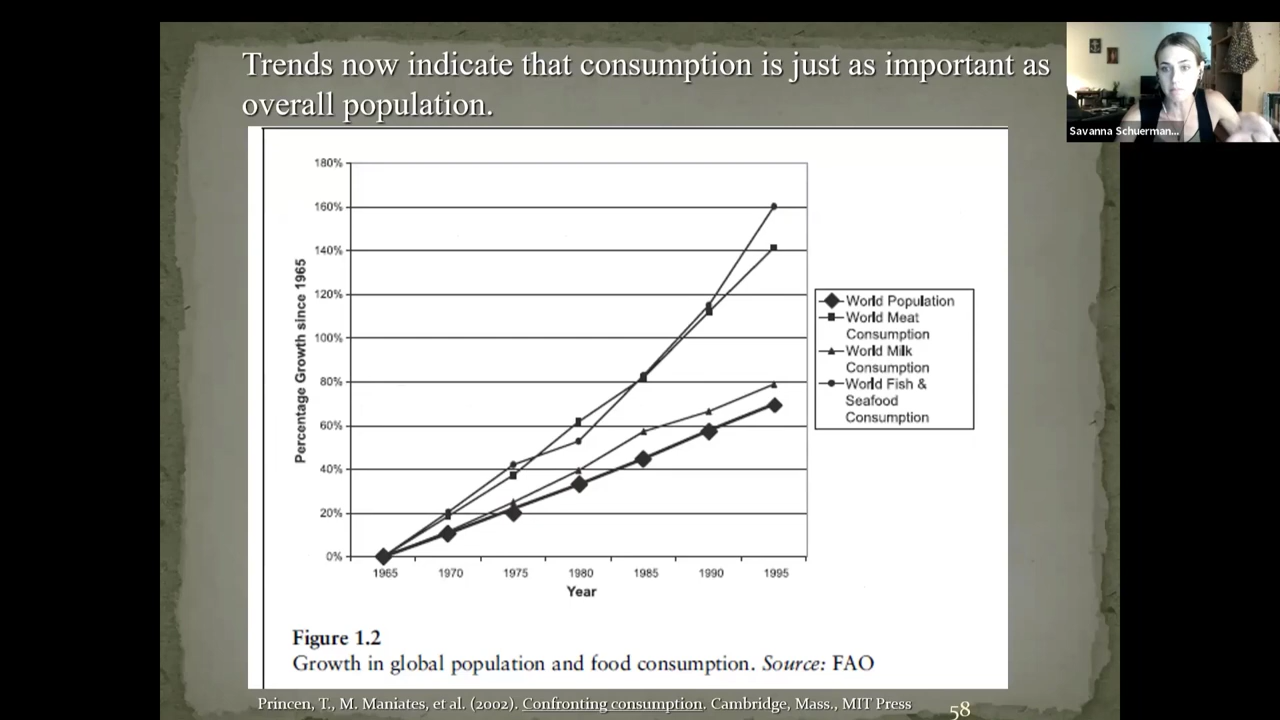 Trends now indicate that consumption is just as important as
overall population.
Savanna Schuerman...
180%
160%
140%
120%
100%
80%
60%
40%
20%
0%
Percentage Growth since 1965
1965 1970 1975 1980 1985 1990 1995
Year
World Population
World Meat
Consumption
World Milk
Consumption
World Fish &
Seafood
Consumption
Figure 1.2
Growth in global population and food consumption. Source: FAO
Princen, T., M. Maniates, et al. (2002). Confronting consumption. Cambridge, Mass., MIT Press
58